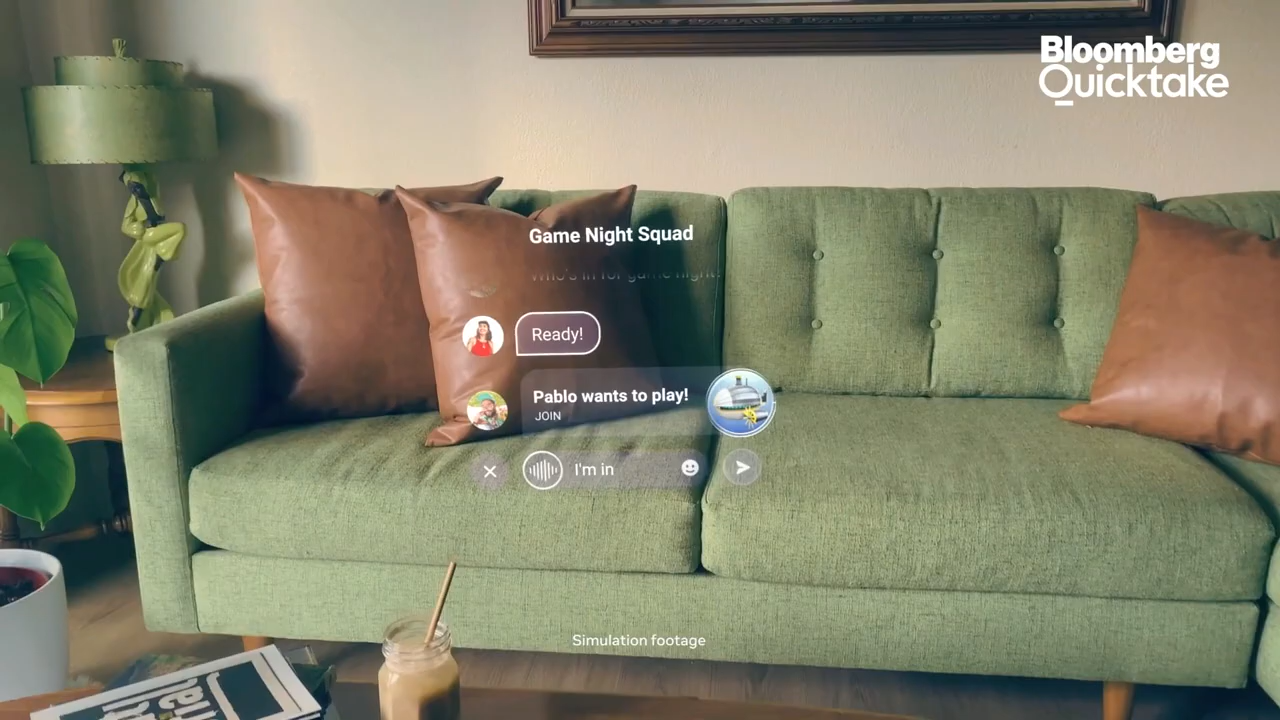 Bloomberg
Quicktake
Game Night Squad
Who's in for game night?
Ready!
Pablo wants to play!
JOIN
I'm in
Simulation footage